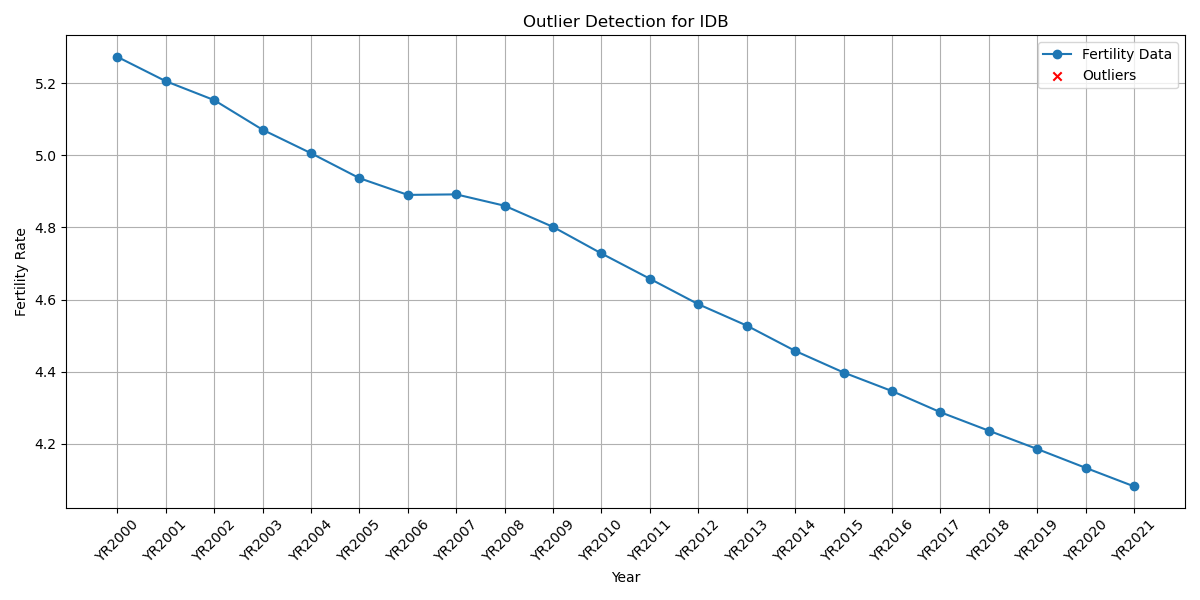 Outlier Detection for IDB
Fertility Data
Outliers
Fertility Rate
5.2
5.0
4.8
4.6
4.4
4.2
YR2000
YR2001
YR2002
YR2003
YR2004
YR2005
YR2006
YR2007
YR2008
YR2009
YR2010
YR2011
YR2012
YR2013
YR2014
YR2015
YR2016
YR2017
YR2018
YR2019
YR2020
YR2021
Year